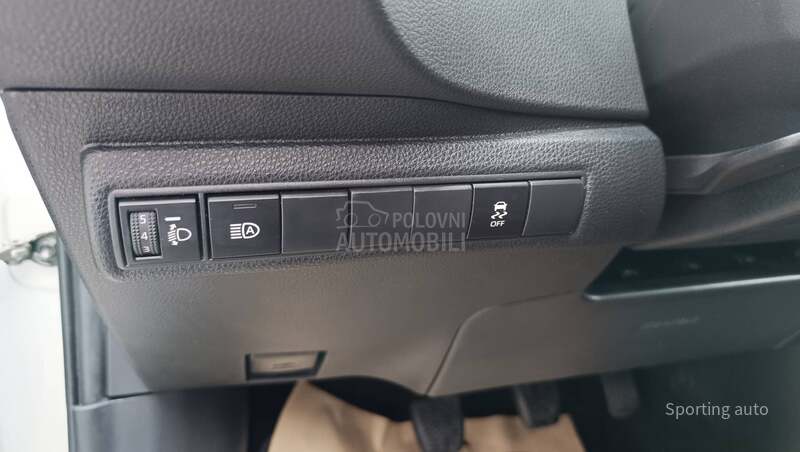 5
4
3
A
OFF
POLOVNI
AUTOMOBILI
Sporting auto